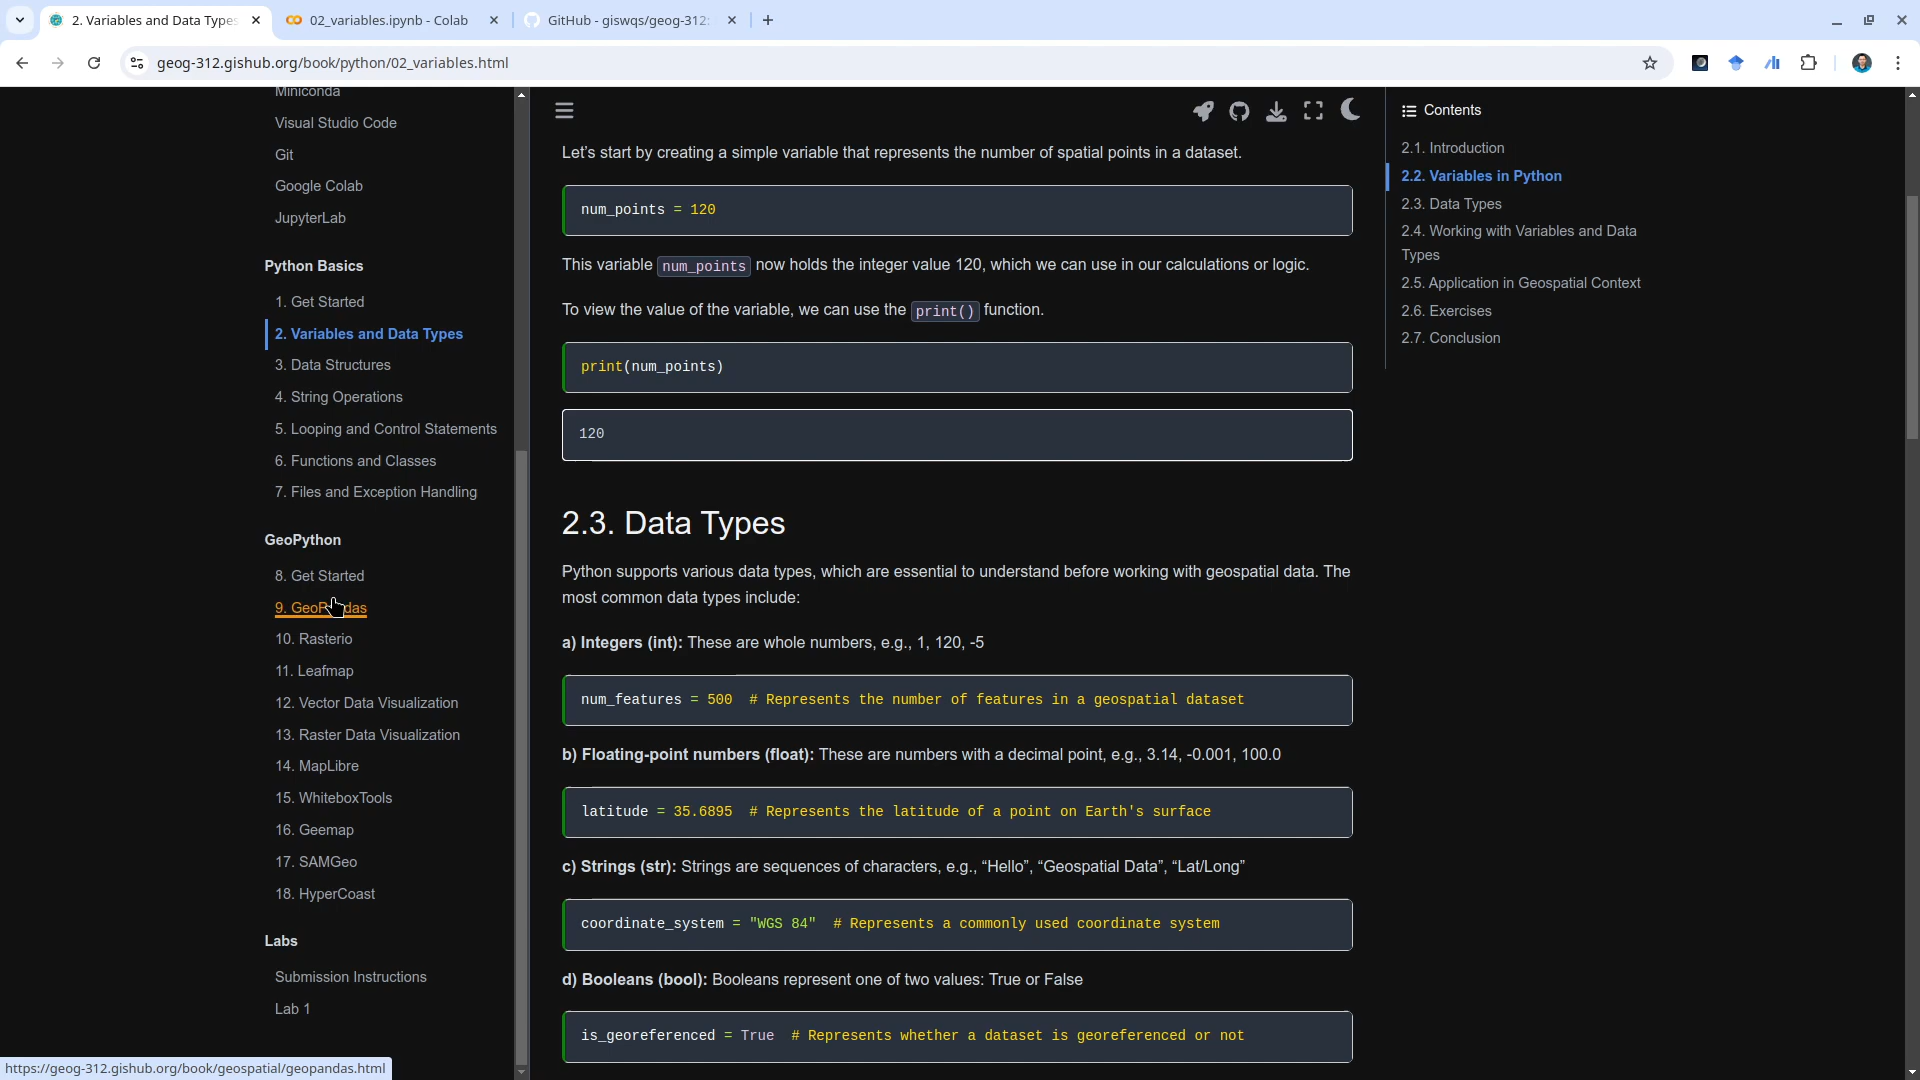 2. Variables and Data Types
02_variables.ipynb - Colab
GitHub - giswqs/geog-312:
geog-312.gishub.org/book/python/02_variables.html
Miniconda
Visual Studio Code
Git
Google Colab
JupyterLab
Python Basics
1. Get Started
2. Variables and Data Types
3. Data Structures
4. String Operations
5. Looping and Control Statements
6. Functions and Classes
7. Files and Exception Handling
GeoPython
8. Get Started
9. GeoPandas
10. Rasterio
11. Leafmap
12. Vector Data Visualization
13. Raster Data Visualization
14. MapLibre
15. WhiteboxTools
16. Geemap
17. SAMGeo
18. HyperCoast
Labs
Submission Instructions
Lab 1
https://geog-312.gishub.org/book/geospatial/geopandas.html
Let’s start by creating a simple variable that represents the number of spatial points in a dataset.
num_points = 120
This variable num_points now holds the integer value 120, which we can use in our calculations or logic.
To view the value of the variable, we can use the print() function.
print(num_points)
120
2.3. Data Types
Python supports various data types, which are essential to understand before working with geospatial data. The
most common data types include:
a) Integers (int): These are whole numbers, e.g., 1, 120, -5
num_features = 500  # Represents the number of features in a geospatial dataset
b) Floating-point numbers (float): These are numbers with a decimal point, e.g., 3.14, -0.001, 100.0
latitude = 35.6895  # Represents the latitude of a point on Earth's surface
c) Strings (str): Strings are sequences of characters, e.g., “Hello”, “Geospatial Data”, “Lat/Long”
coordinate_system = "WGS 84"  # Represents a commonly used coordinate system
d) Booleans (bool): Booleans represent one of two values: True or False
is_georeferenced = True  # Represents whether a dataset is georeferenced or not
Contents
2.1. Introduction
2.2. Variables in Python
2.3. Data Types
2.4. Working with Variables and Data
Types
2.5. Application in Geospatial Context
2.6. Exercises
2.7. Conclusion